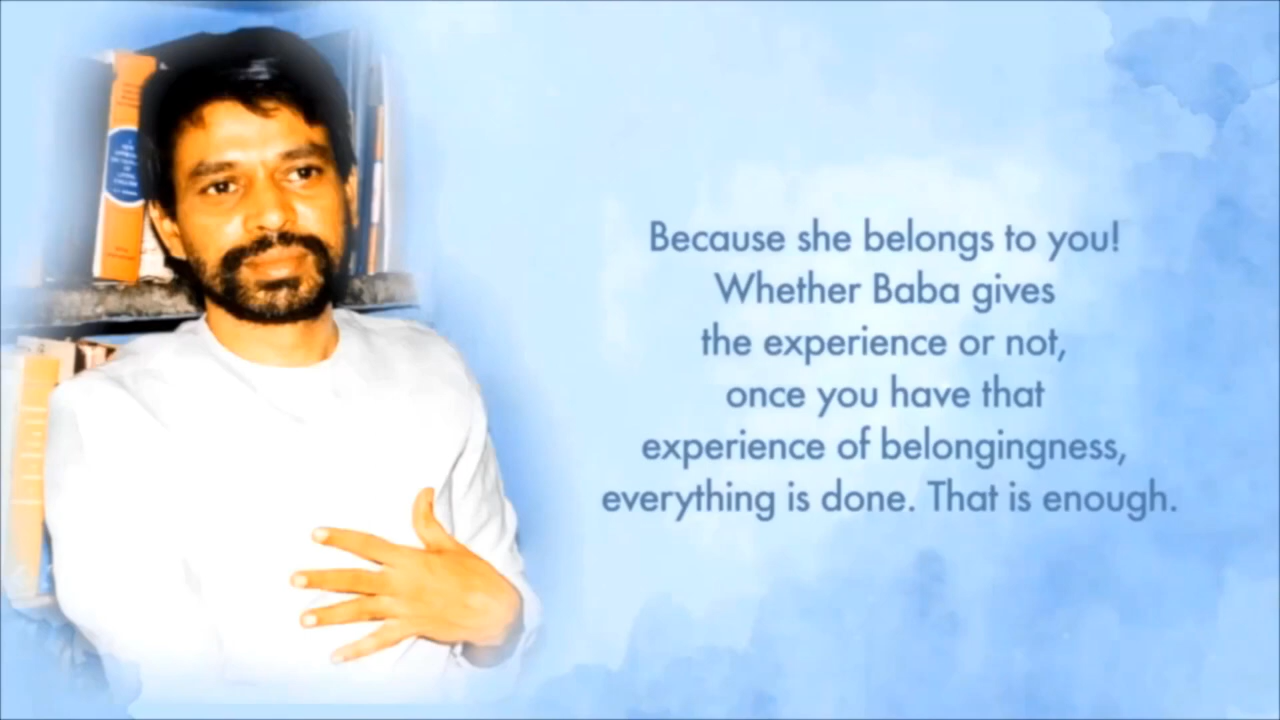 Because she belongs to you!
Whether Baba gives
the experience or not,
once you have that
experience of belongingness,
everything is done. That is enough.